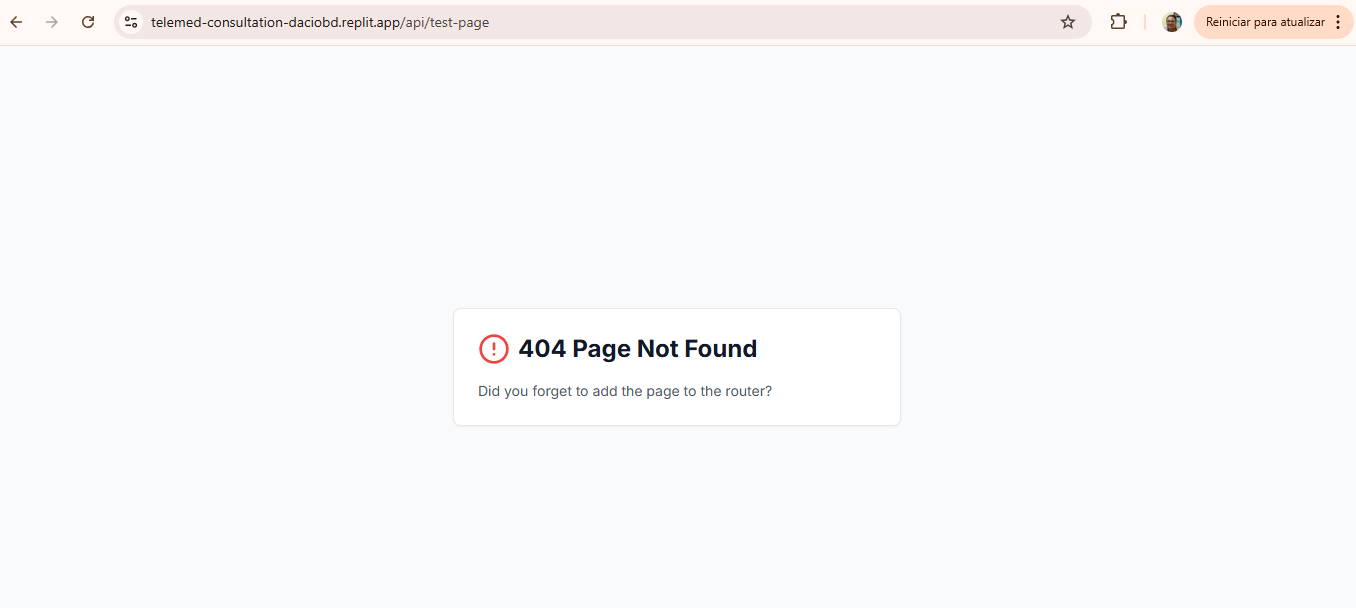 telemed-consultation-daciobd.replit.app/api/test-page
Reiniciar para atualizar
404 Page Not Found
Did you forget to add the page to the router?